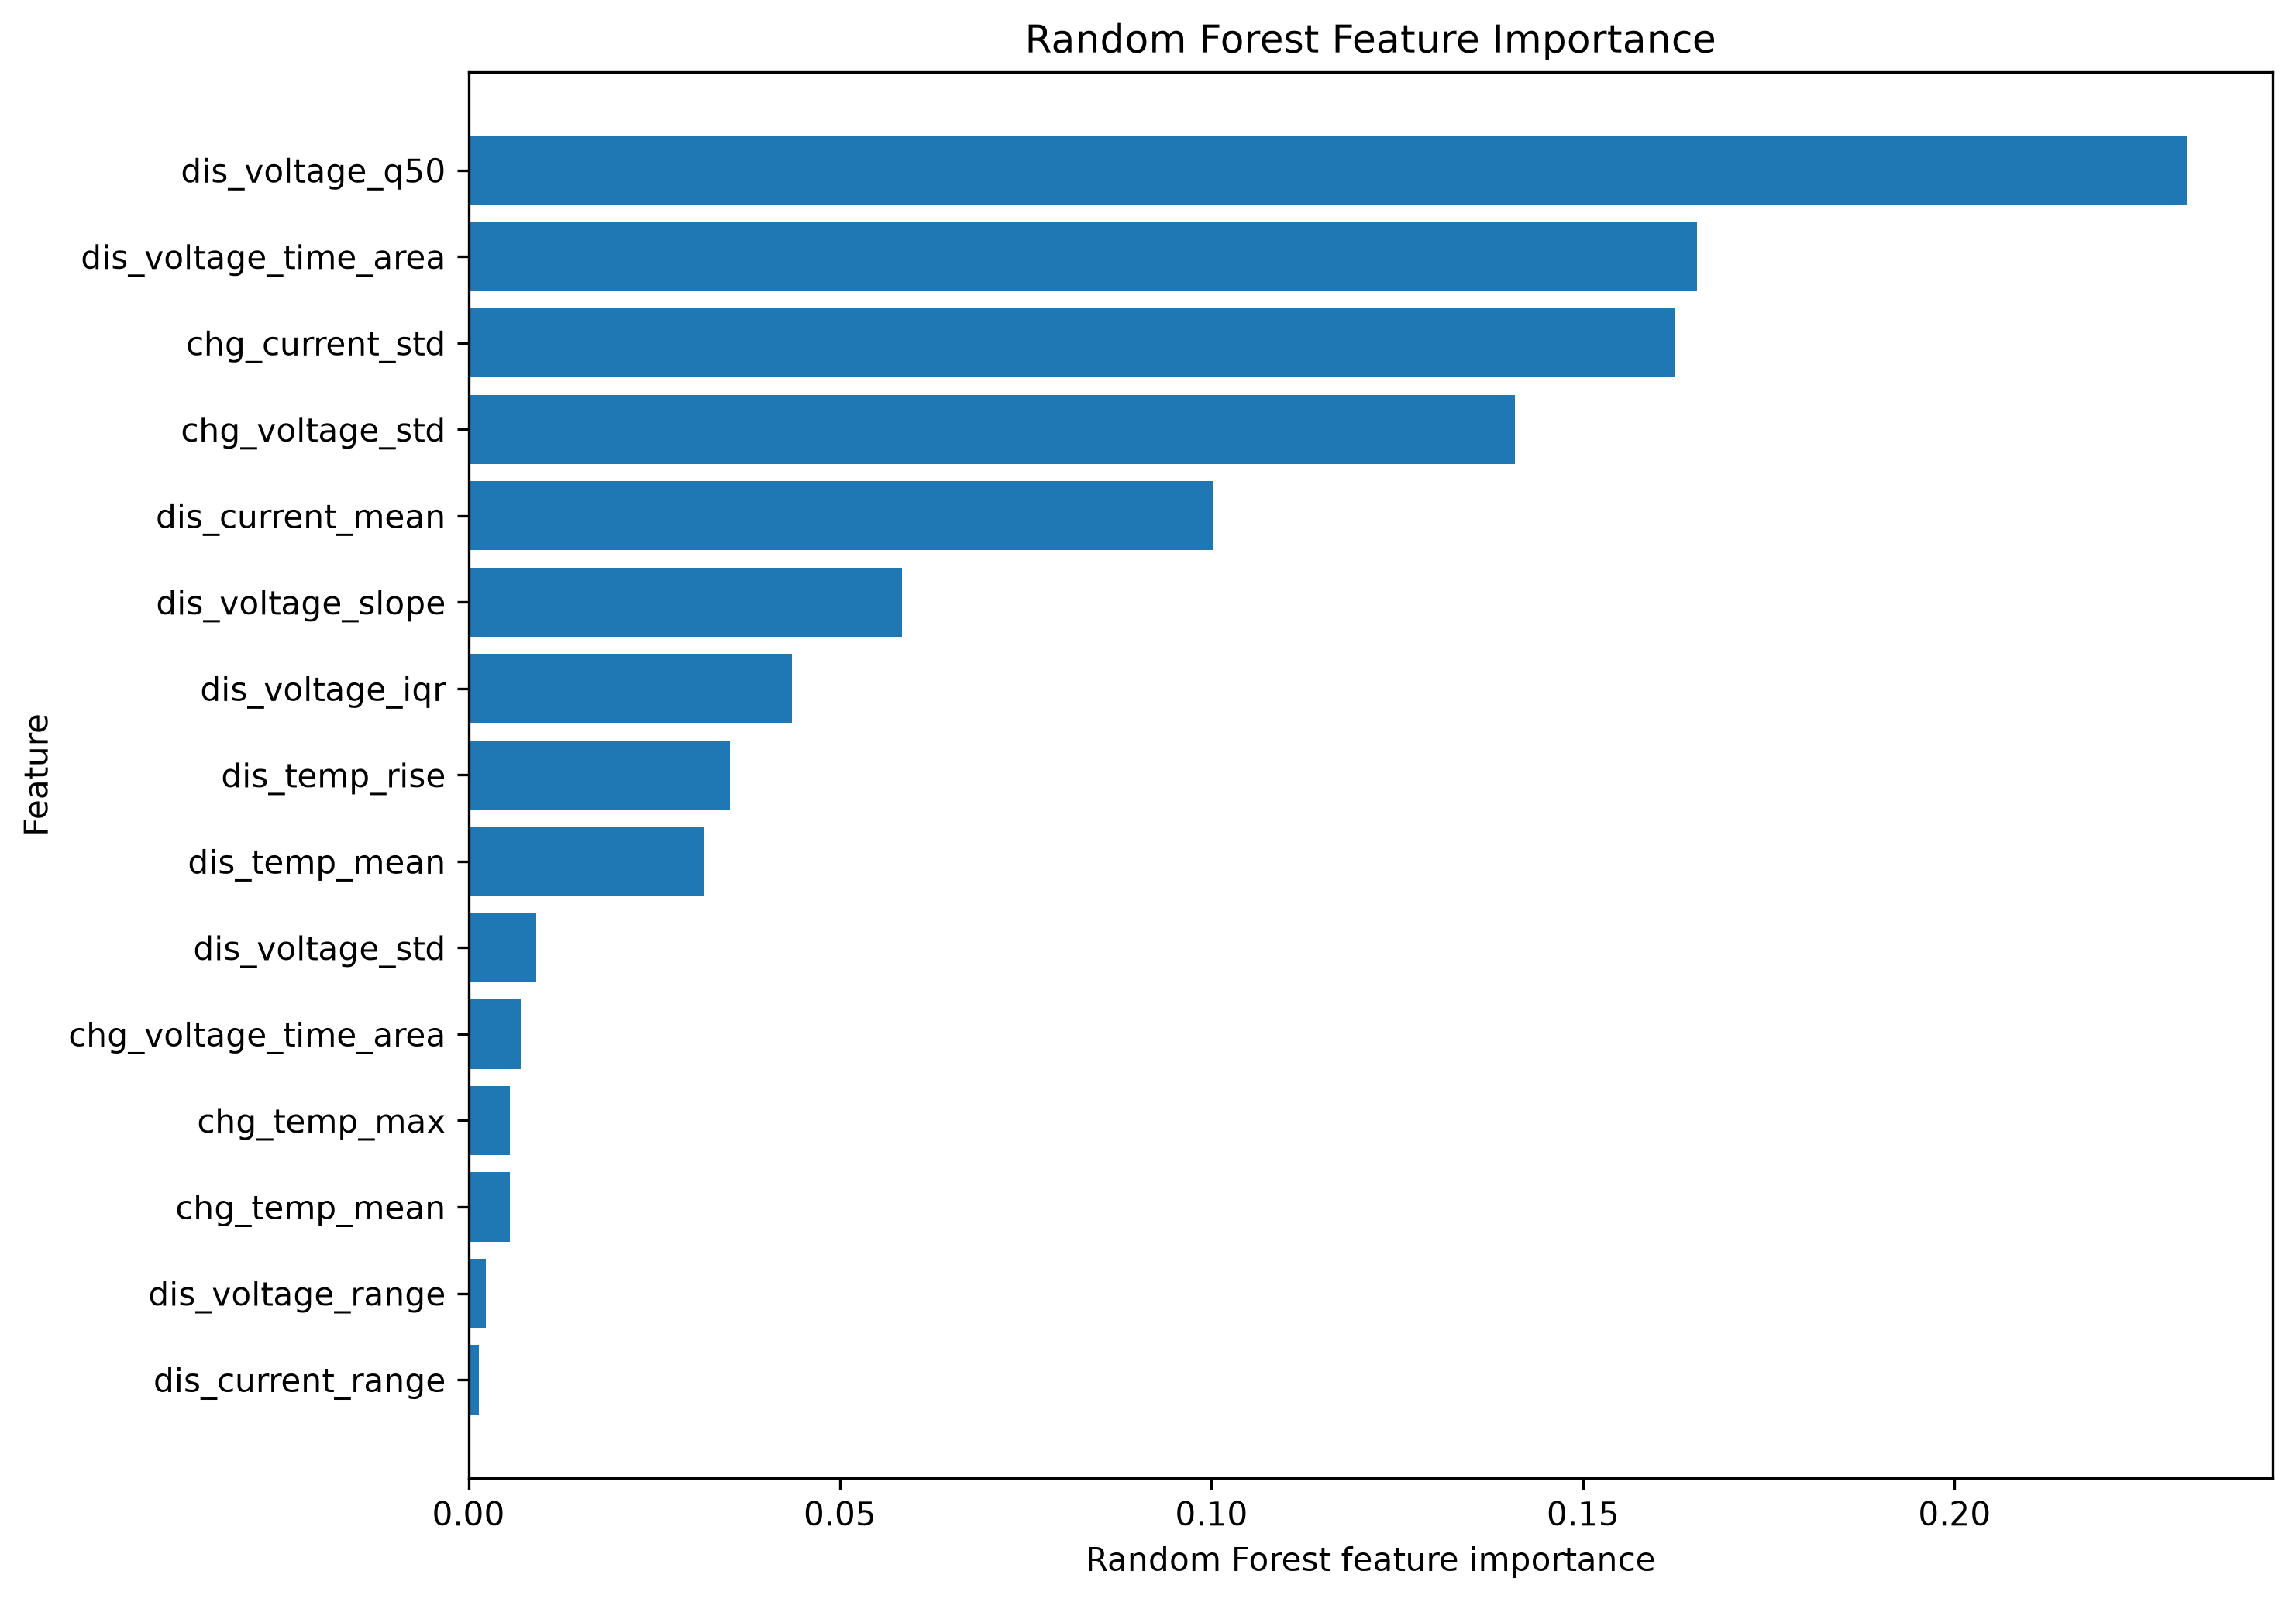 Random Forest Feature Importance
Feature
dis_voltage_q50
dis_voltage_time_area
chg_current_std
chg_voltage_std
dis_current_mean
dis_voltage_slope
dis_voltage_iqr
dis_temp_rise
dis_temp_mean
dis_voltage_std
chg_voltage_time_area
chg_temp_max
chg_temp_mean
dis_voltage_range
dis_current_range
0.00 0.05 0.10 0.15 0.20
Random Forest feature importance